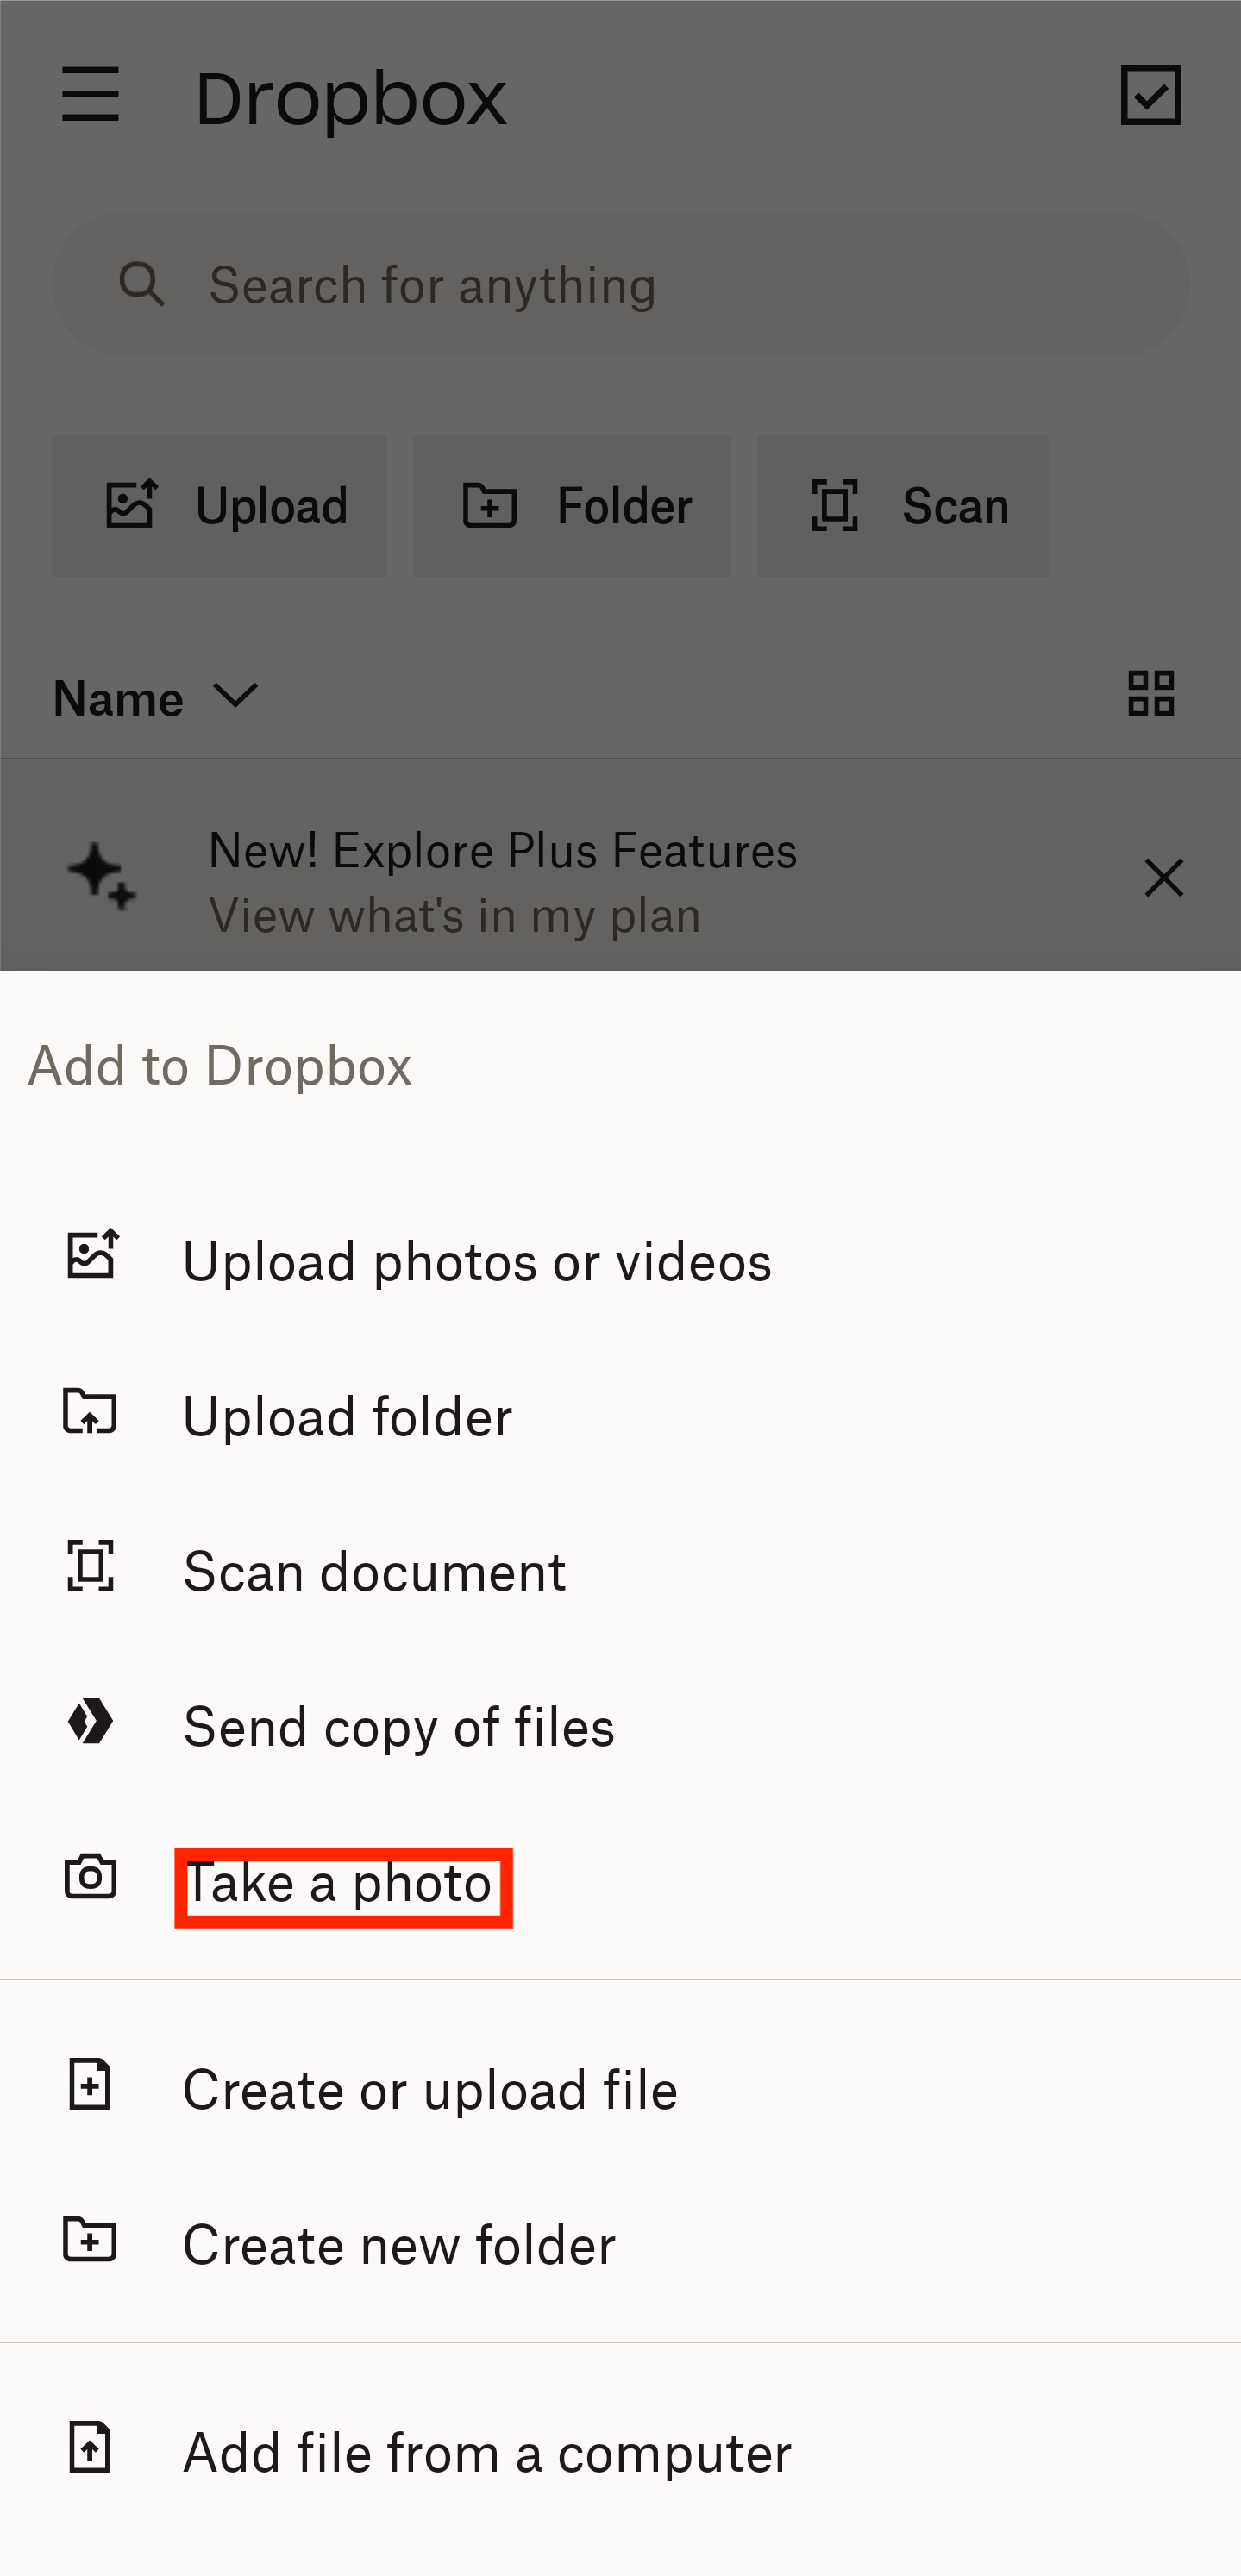 Dropbox
Search for anything
Upload Folder Scan
Name
New! Explore Plus Features
View what's in my plan
Add to Dropbox
Upload photos or videos
Upload folder
Scan document
Send copy of files
Take a photo
Create or upload file
Create new folder
Add file from a computer